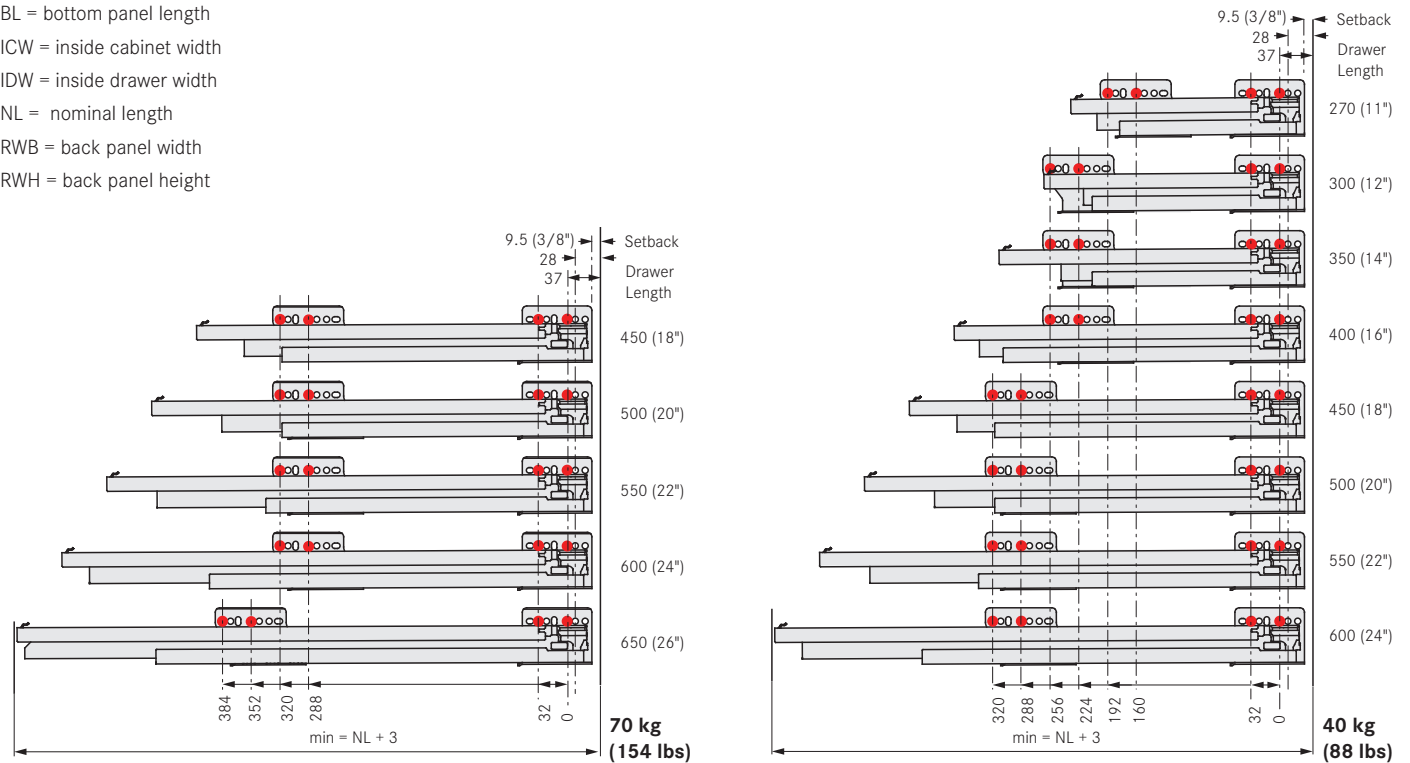 BL = bottom panel length
ICW = inside cabinet width
IDW = inside drawer width
NL = nominal length
RWB = back panel width
RWH = back panel height
9.5 (3/8") Setback
28
37 Drawer
Length
450 (18")
500 (20")
550 (22")
600 (24")
650 (26")
384 352 320 288 32 0
min = NL + 3
70 kg
(154 lbs)
9.5 (3/8") Setback
28
37 Drawer
Length
270 (11")
300 (12")
350 (14")
400 (16")
450 (18")
500 (20")
550 (22")
600 (24")
320 288 256 224 192 160 32 0
min = NL + 3
40 kg
(88 lbs)